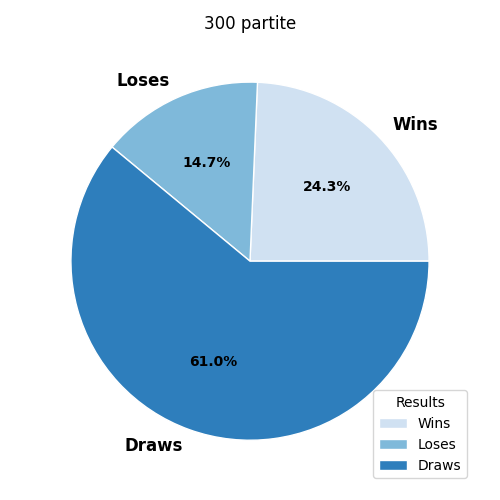 300 partite
Loses
Wins
14.7%
24.3%
61.0%
Draws
Results
Wins
Loses
Draws